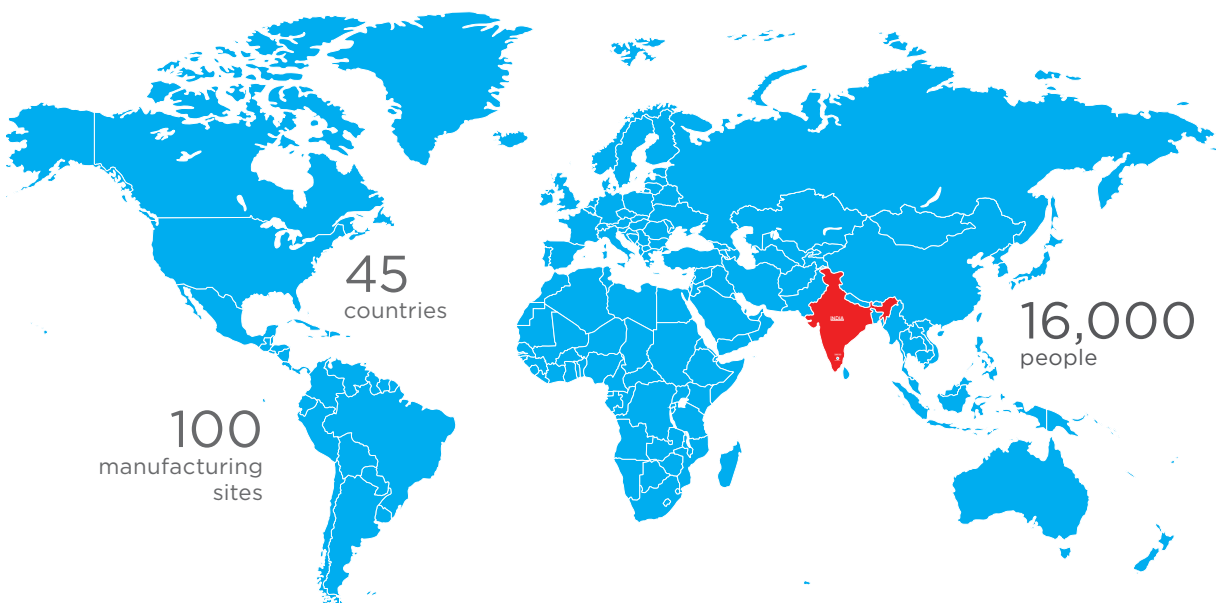 45
countries
16,000
people
100
manufacturing
sites
INDIA